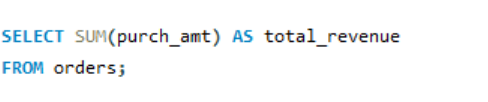 SELECT SUM(purch_amt) AS total_revenue
FROM orders;